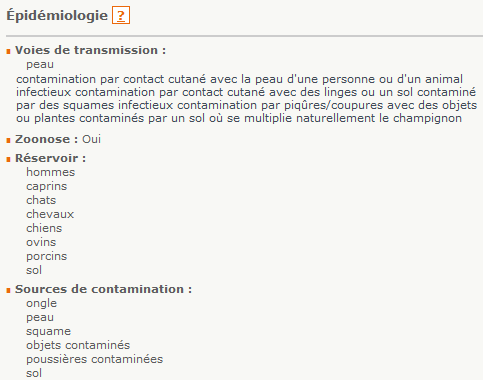 Épidémiologie ?
Voies de transmission :
peau
contamination par contact cutané avec la peau d'une personne ou d'un animal
infectieux contamination par contact cutané avec des linges ou un sol contaminé
par des squames infectieux contamination par piqûres/coupures avec des objets
ou plantes contaminés par un sol où se multiplie naturellement le champignon
Zoonose : Oui
Réservoir :
hommes
caprins
chats
chevaux
chiens
ovins
porcins
sol
Sources de contamination :
ongle
peau
squame
objets contaminés
poussières contaminées
sol